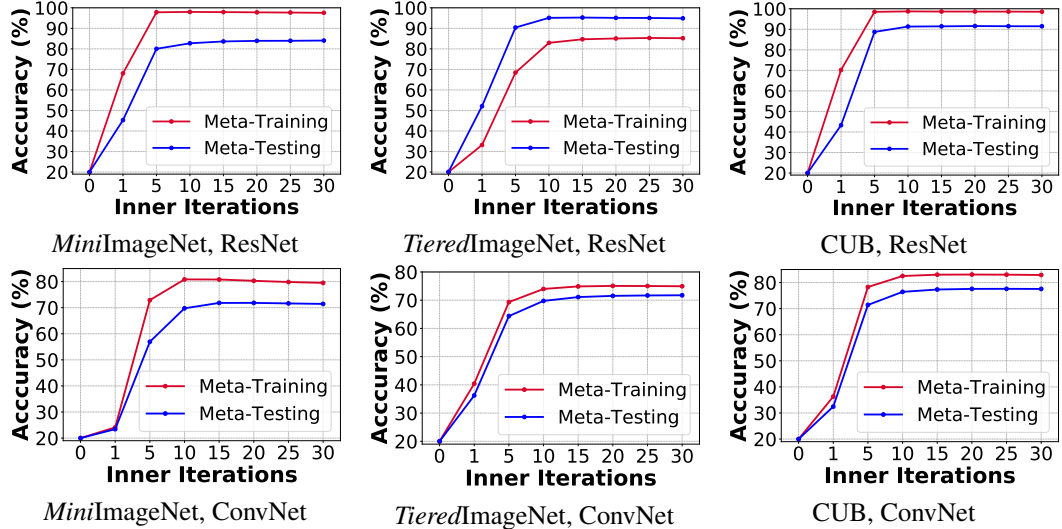 Acccuracy (%)
100
90
80
70
60
50
40
30
20
0 1 5 10 15 20 25 30
Meta-Training
Meta-Testing
Inner Iterations
MiniImageNet, ResNet
Acccuracy (%)
100
90
80
70
60
50
40
30
20
0 1 5 10 15 20 25 30
Meta-Training
Meta-Testing
Inner Iterations
TieredImageNet, ResNet
Acccuracy (%)
100
90
80
70
60
50
40
30
20
0 1 5 10 15 20 25 30
Meta-Training
Meta-Testing
Inner Iterations
CUB, ResNet
Acccuracy (%)
80
70
60
50
40
30
20
0 1 5 10 15 20 25 30
Meta-Training
Meta-Testing
Inner Iterations
MiniImageNet, ConvNet
Acccuracy (%)
80
70
60
50
40
30
20
0 1 5 10 15 20 25 30
Meta-Training
Meta-Testing
Inner Iterations
TieredImageNet, ConvNet
Acccuracy (%)
80
70
60
50
40
30
20
0 1 5 10 15 20 25 30
Meta-Training
Meta-Testing
Inner Iterations
CUB, ConvNet